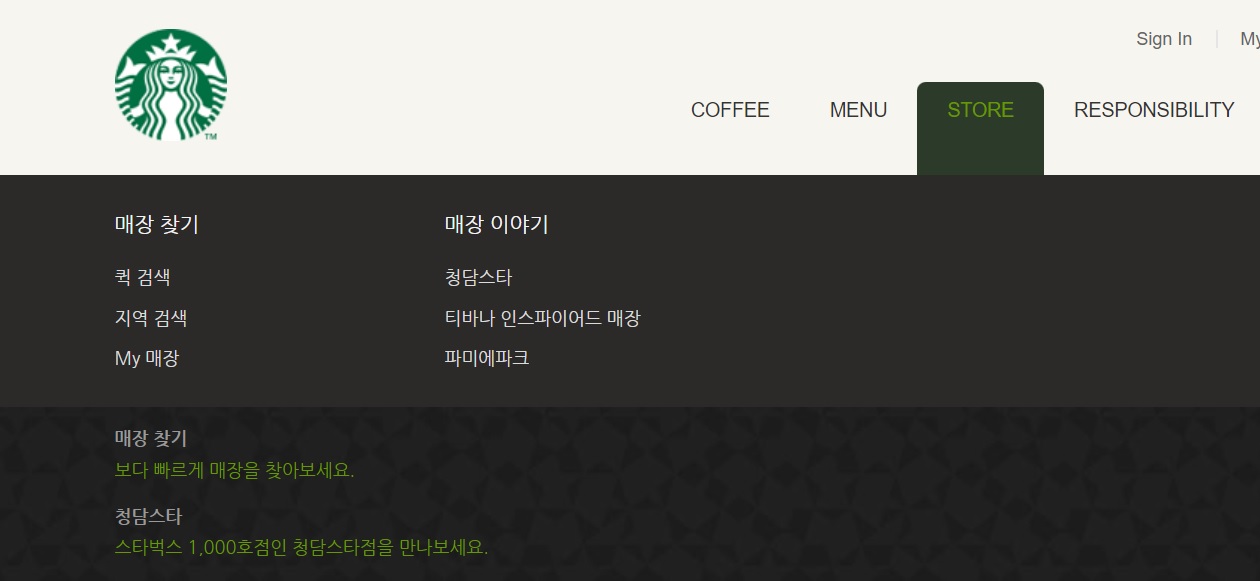 Sign In
COFFEE MENU STORE RESPONSIBILITY
매장 찾기
퀵 검색
지역 검색
My 매장
매장 이야기
청담스타
티바나 인스파이어드 매장
파미에파크
매장 찾기
보다 빠르게 매장을 찾아보세요.
청담스타
스타벅스 1,000호점인 청담스타점을 만나보세요.
TM